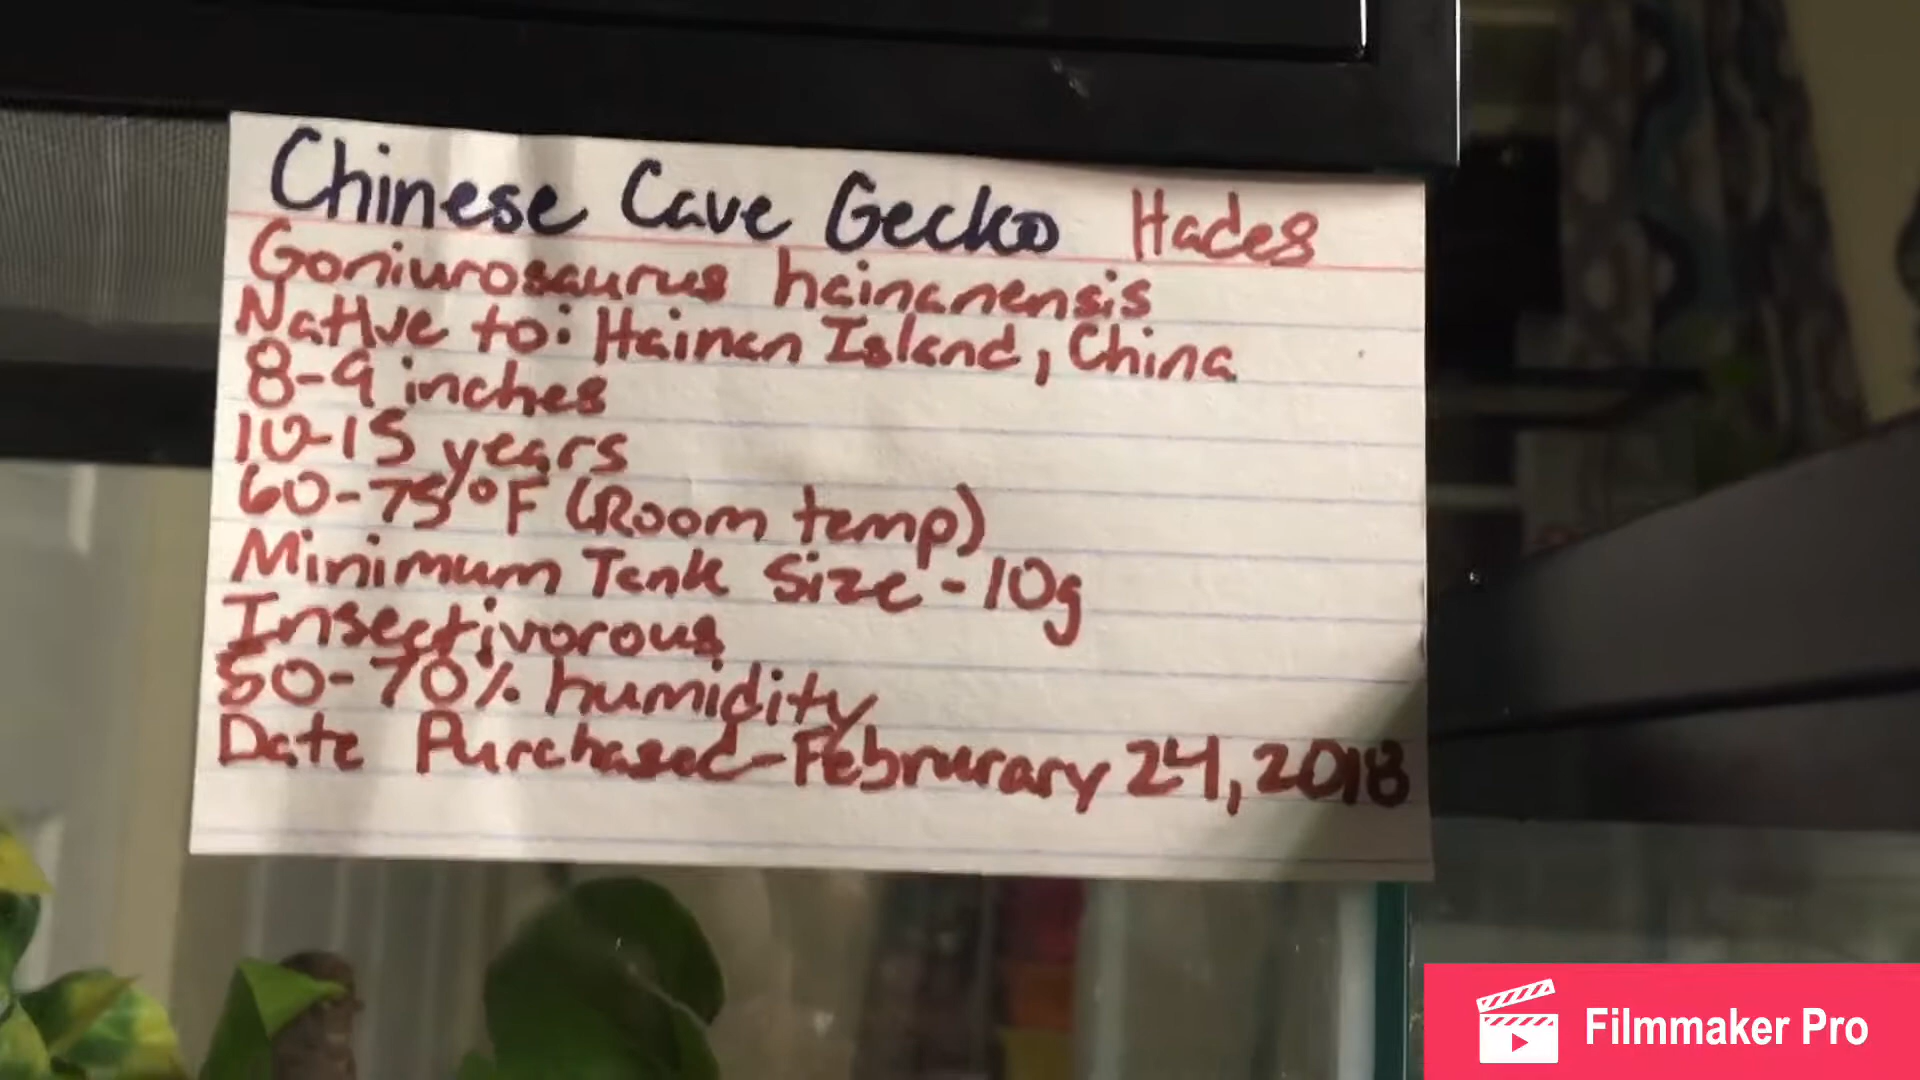 Chinese Cave Gecko Hades
Goniurosaurus hainanensis
Native to: Hainan Island, China
8-9 inches
10-15 years
60-75°F (Room temp)
Minimum Tank Size - 10g
Insectivorous
50-70% humidity
Date Purchased-Februrary 24, 2018
Filmmaker Pro